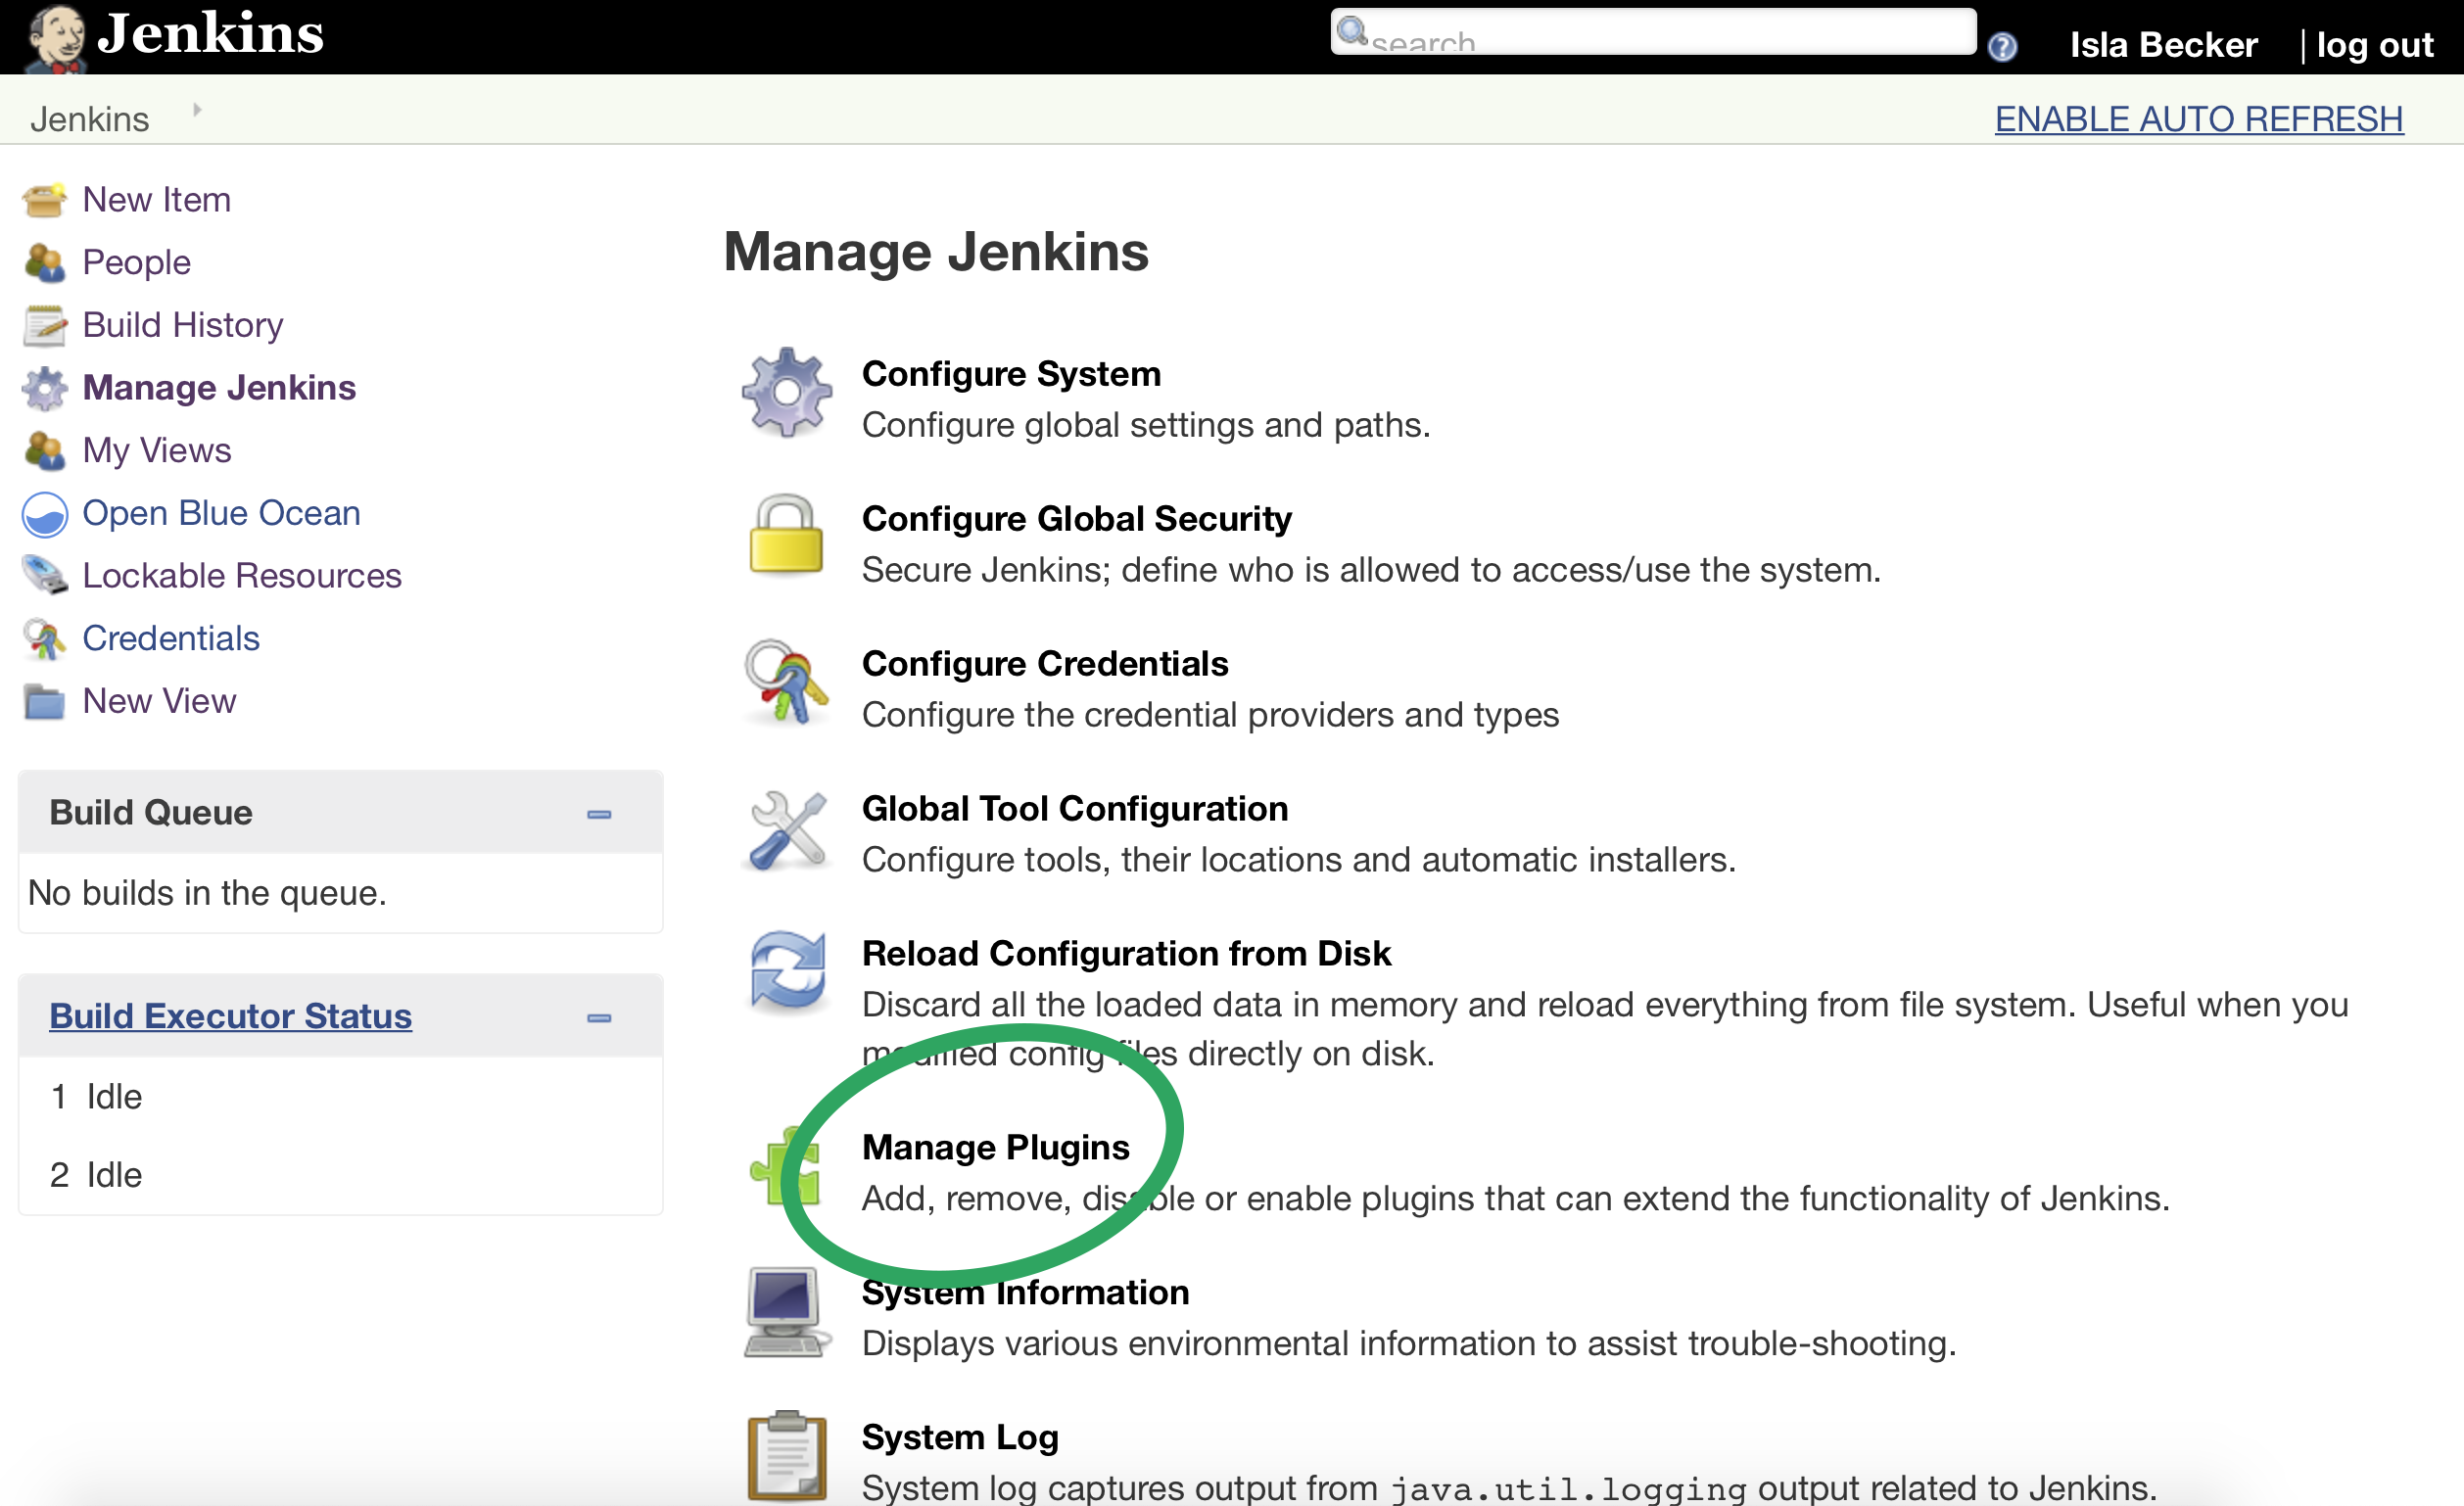 Jenkins
search
Isla Becker
| log out
Jenkins
ENABLE AUTO REFRESH
New Item
People
Build History
Manage Jenkins
My Views
Open Blue Ocean
Lockable Resources
Credentials
New View
Build Queue
No builds in the queue.
Build Executor Status
1 Idle
2 Idle
Manage Jenkins
Configure System
Configure global settings and paths.
Configure Global Security
Secure Jenkins; define who is allowed to access/use the system.
Configure Credentials
Configure the credential providers and types
Global Tool Configuration
Configure tools, their locations and automatic installers.
Reload Configuration from Disk
Discard all the loaded data in memory and reload everything from file system. Useful when you
modified config files directly on disk.
Manage Plugins
Add, remove, disable or enable plugins that can extend the functionality of Jenkins.
System Information
Displays various environmental information to assist trouble-shooting.
System Log
System log captures output from java.util.logging output related to Jenkins.